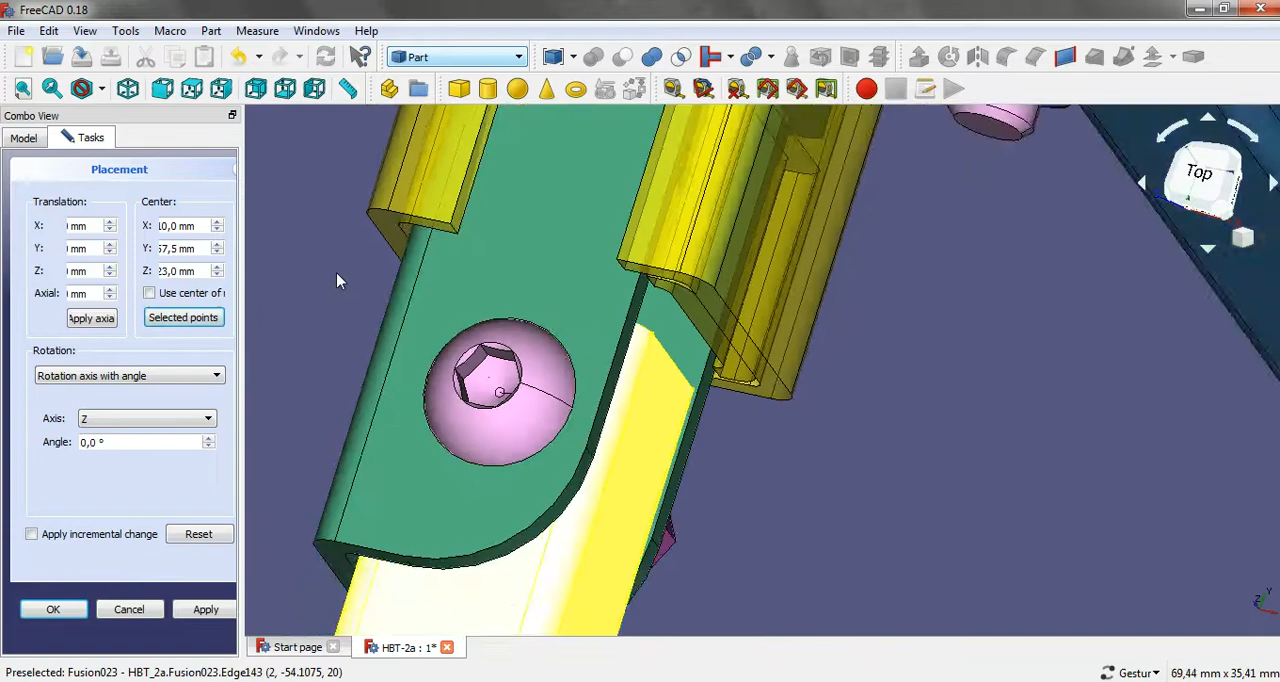 FreeCAD 0.18
File Edit View Tools Macro Part Measure Windows Help
Part
Combo View
Model Tasks
Placement
Translation: Center:
X: mm X: 10,0 mm
Y: mm Y: 57,5 mm
Z: mm Z: 23,0 mm
Axial: mm Use center of
Apply axia Selected points
Rotation:
Rotation axis with angle
Axis: Z
Angle: 0,0 °
Apply incremental change Reset
OK Cancel Apply
Top
Z Y X
Start page HBT-2a : 1*
Preselected: Fusion023 - HBT_2a.Fusion023.Edge143 (2, -54.1075, 20) Gestur 69,44 mm x 35,41 mm